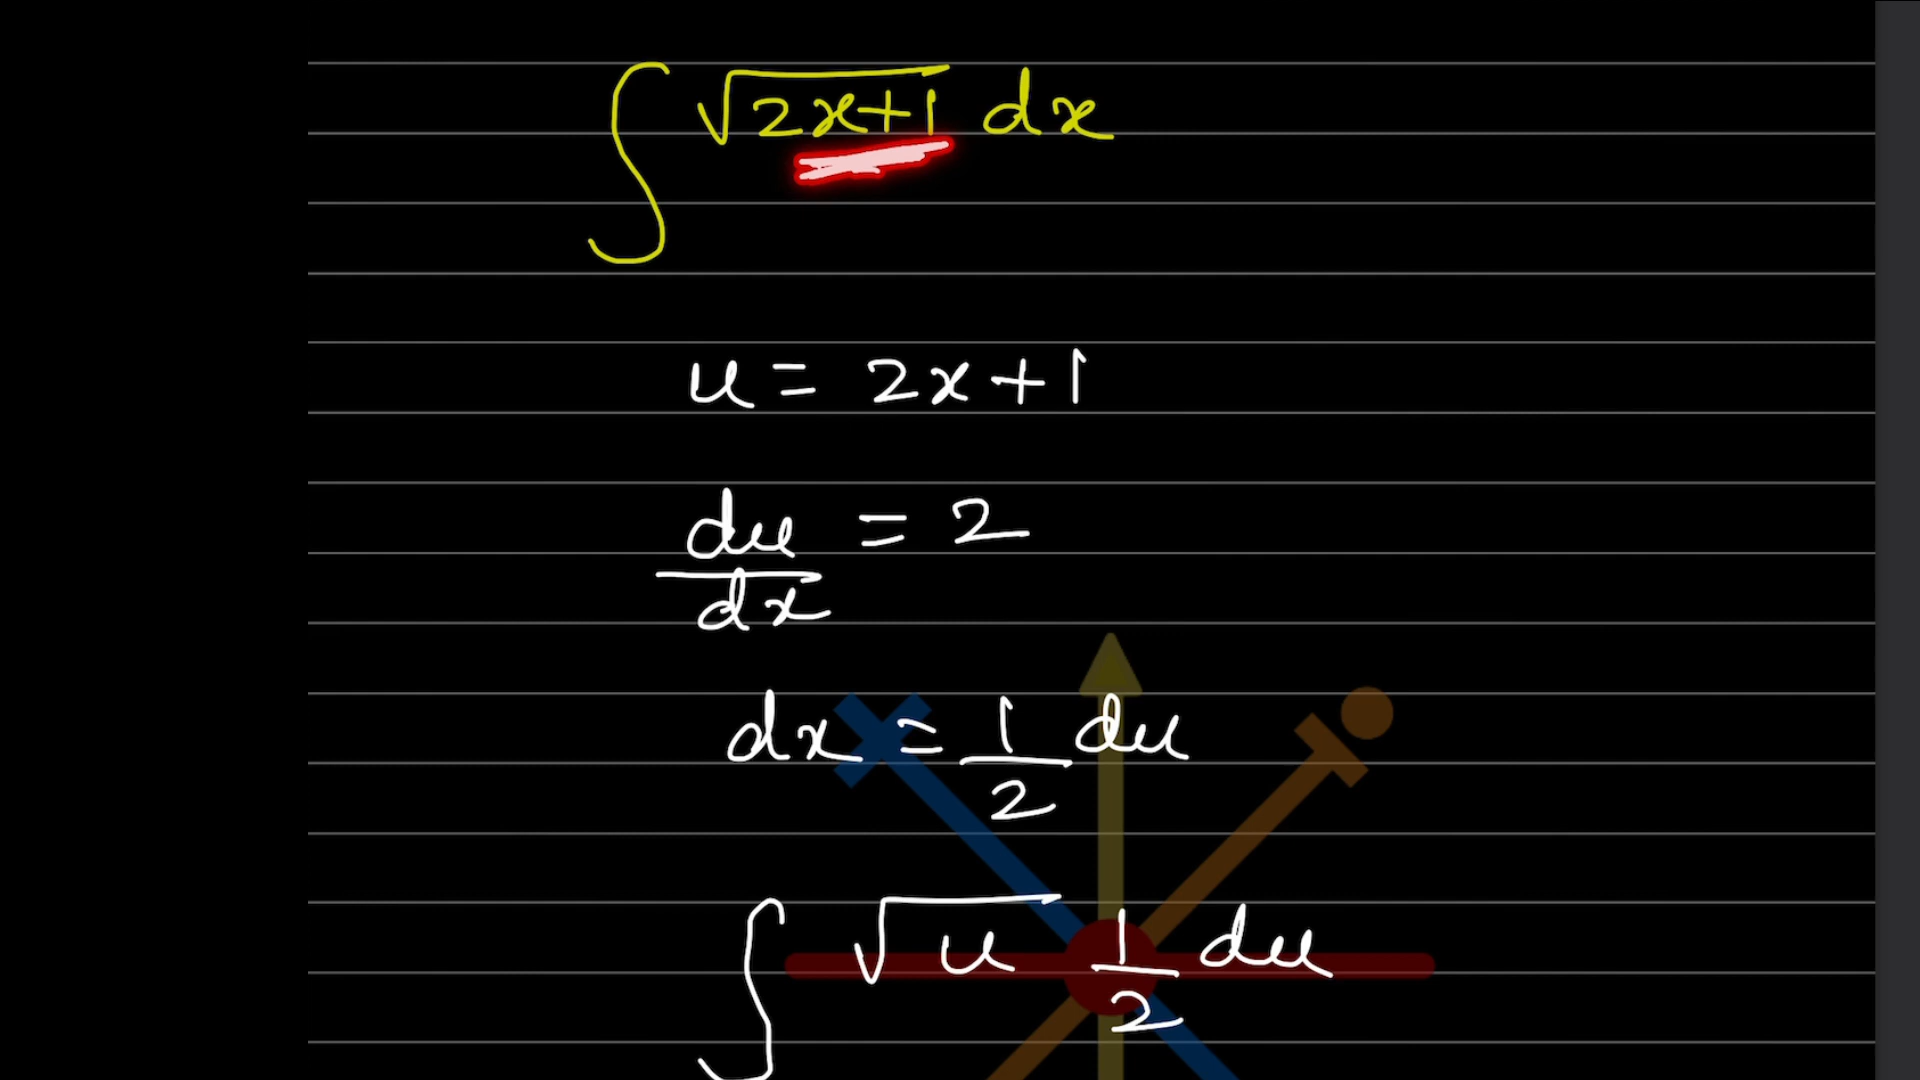 ∫ √2x+1 dx
u = 2x+1
du/dx = 2
dx = 1/2 du
∫ √u 1/2 du